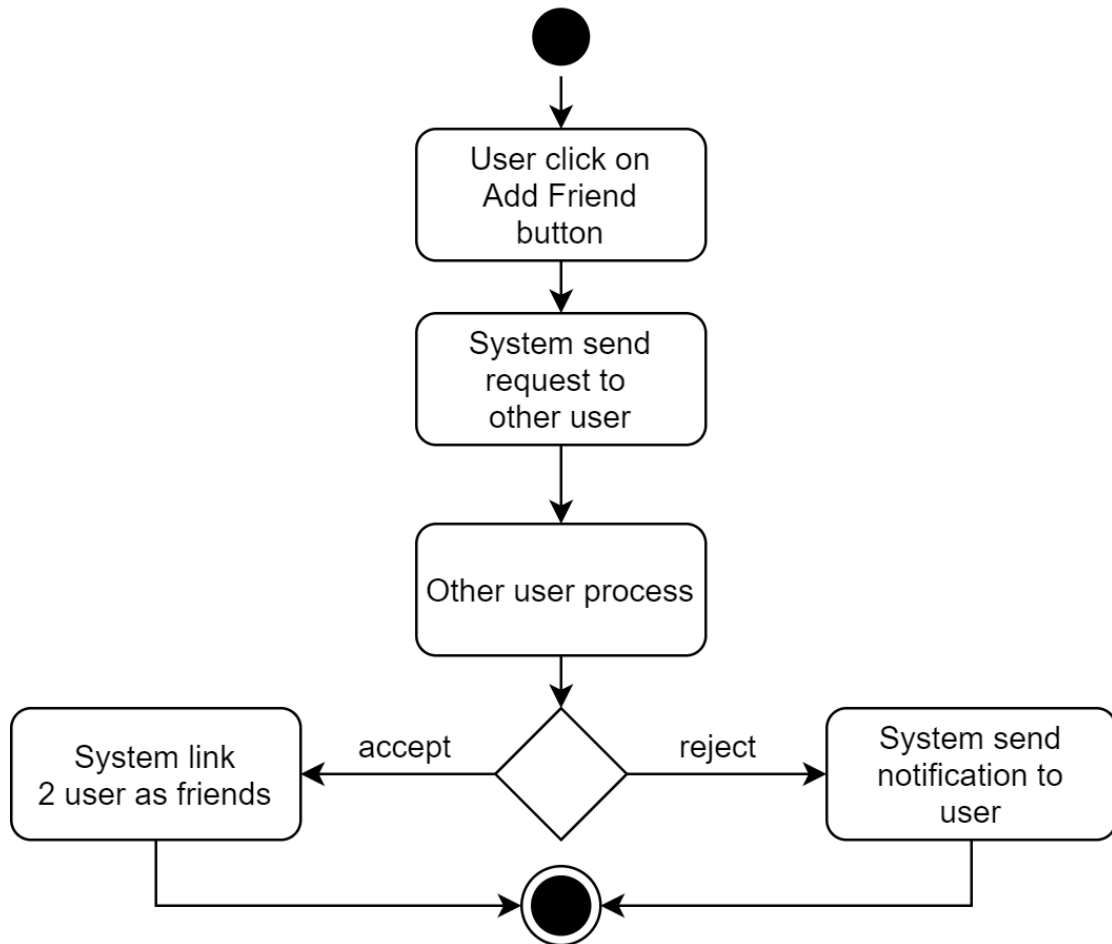 User click on
Add Friend
button
System send
request to
other user
Other user process
accept
reject
System link
2 user as friends
System send
notification to
user